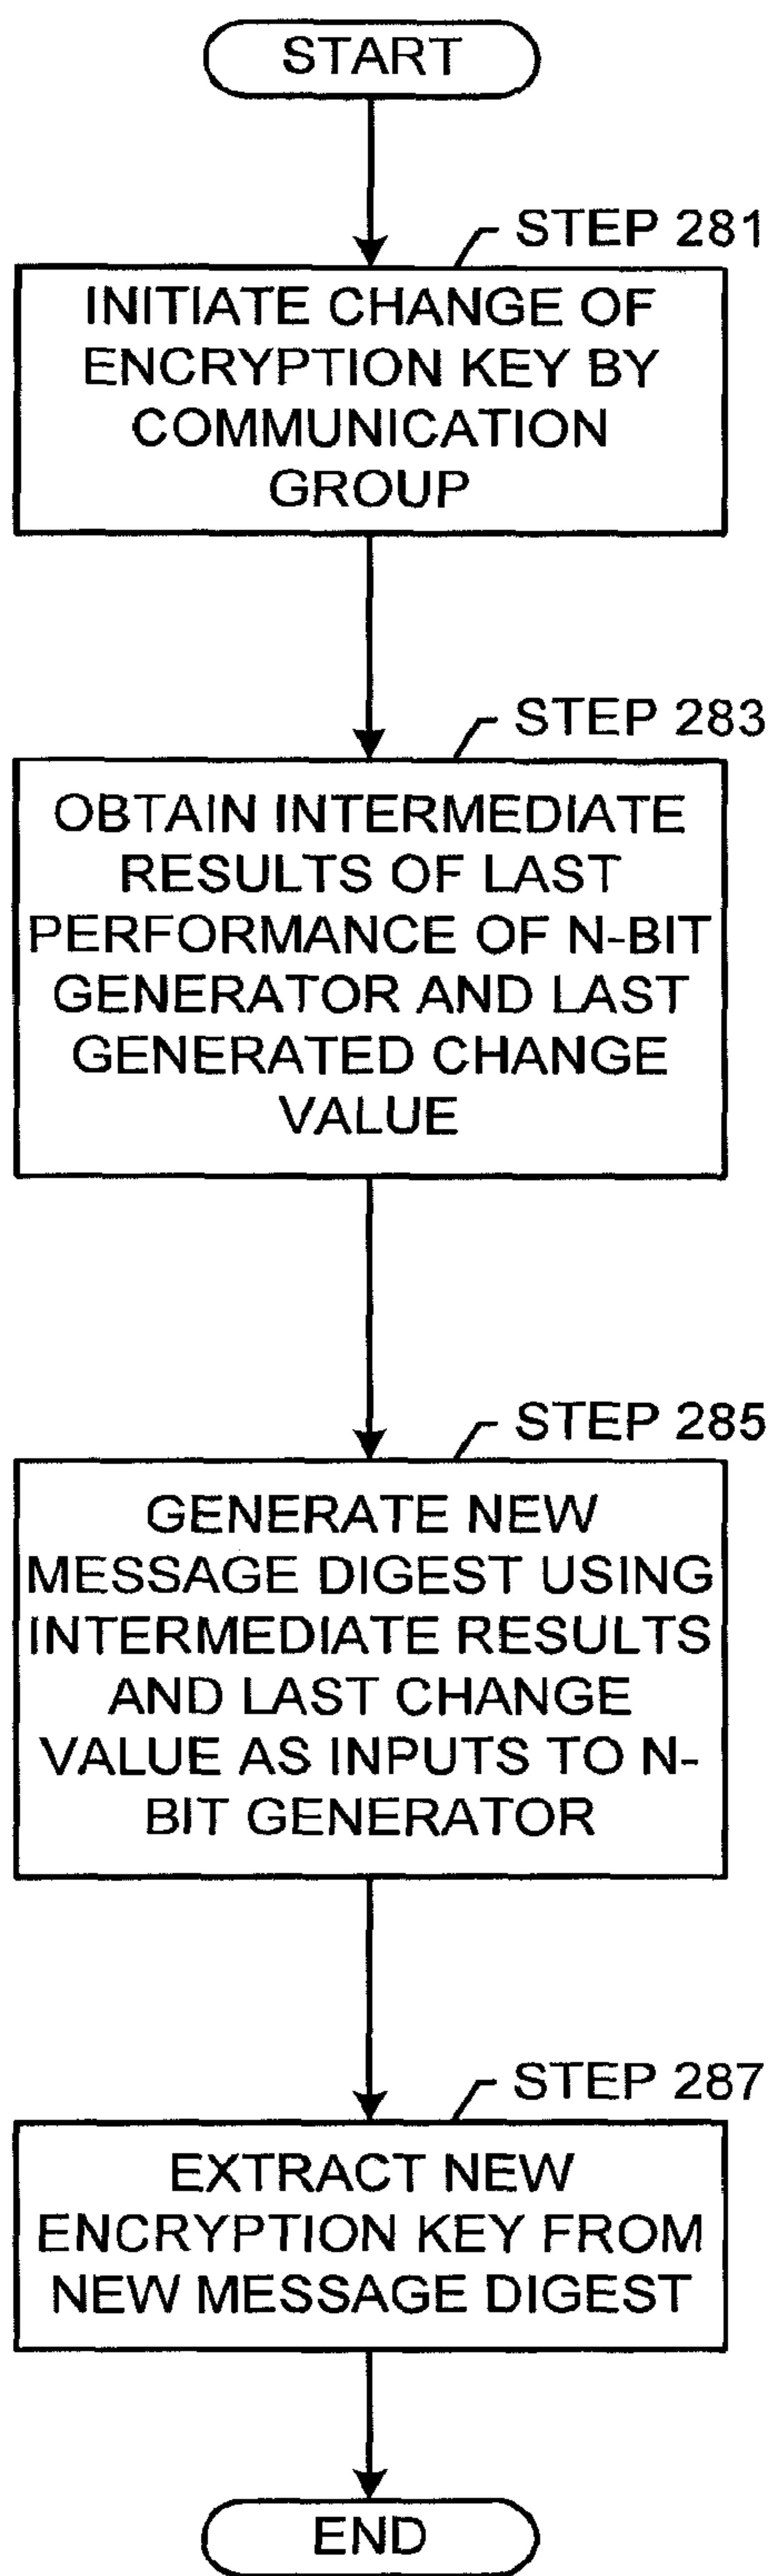 START
STEP 281
INITIATE CHANGE OF
ENCRYPTION KEY BY
COMMUNICATION
GROUP
STEP 283
OBTAIN INTERMEDIATE
RESULTS OF LAST
PERFORMANCE OF N-BIT
GENERATOR AND LAST
GENERATED CHANGE
VALUE
STEP 285
GENERATE NEW
MESSAGE DIGEST USING
INTERMEDIATE RESULTS
AND LAST CHANGE
VALUE AS INPUTS TO N-
BIT GENERATOR
STEP 287
EXTRACT NEW
ENCRYPTION KEY FROM
NEW MESSAGE DIGEST
END